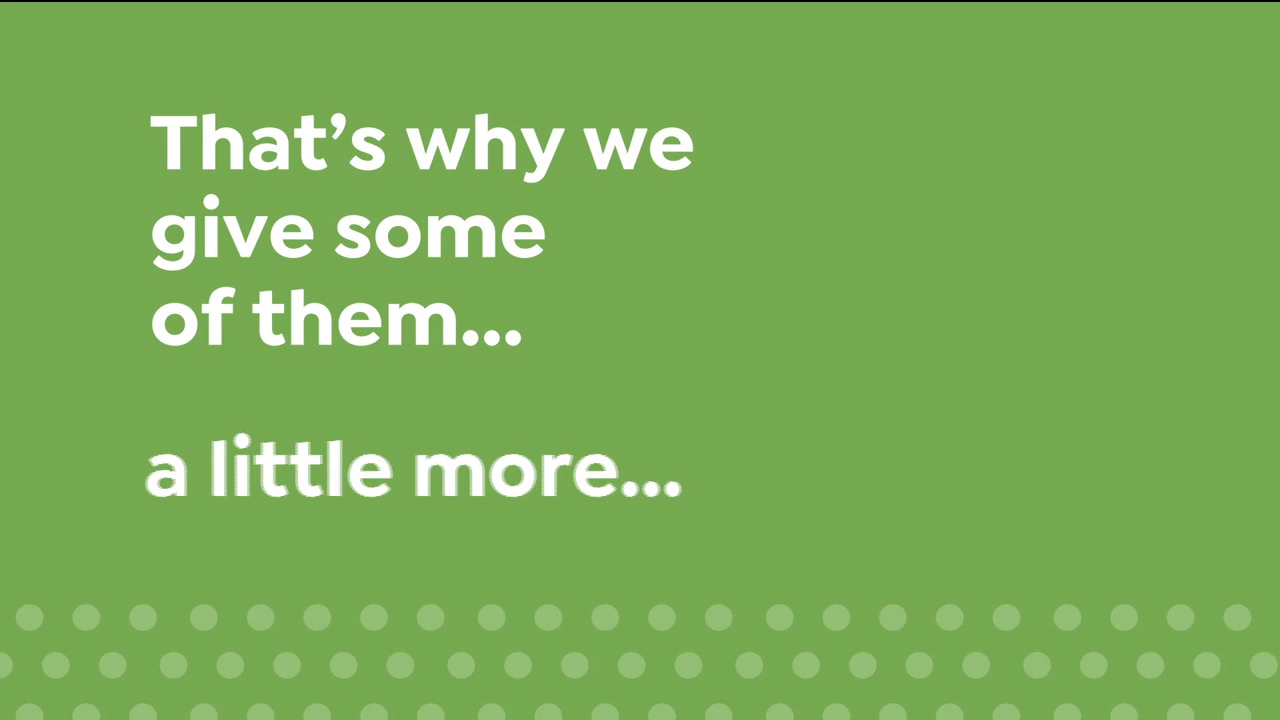 That’s why we
give some
of them...
a little more...